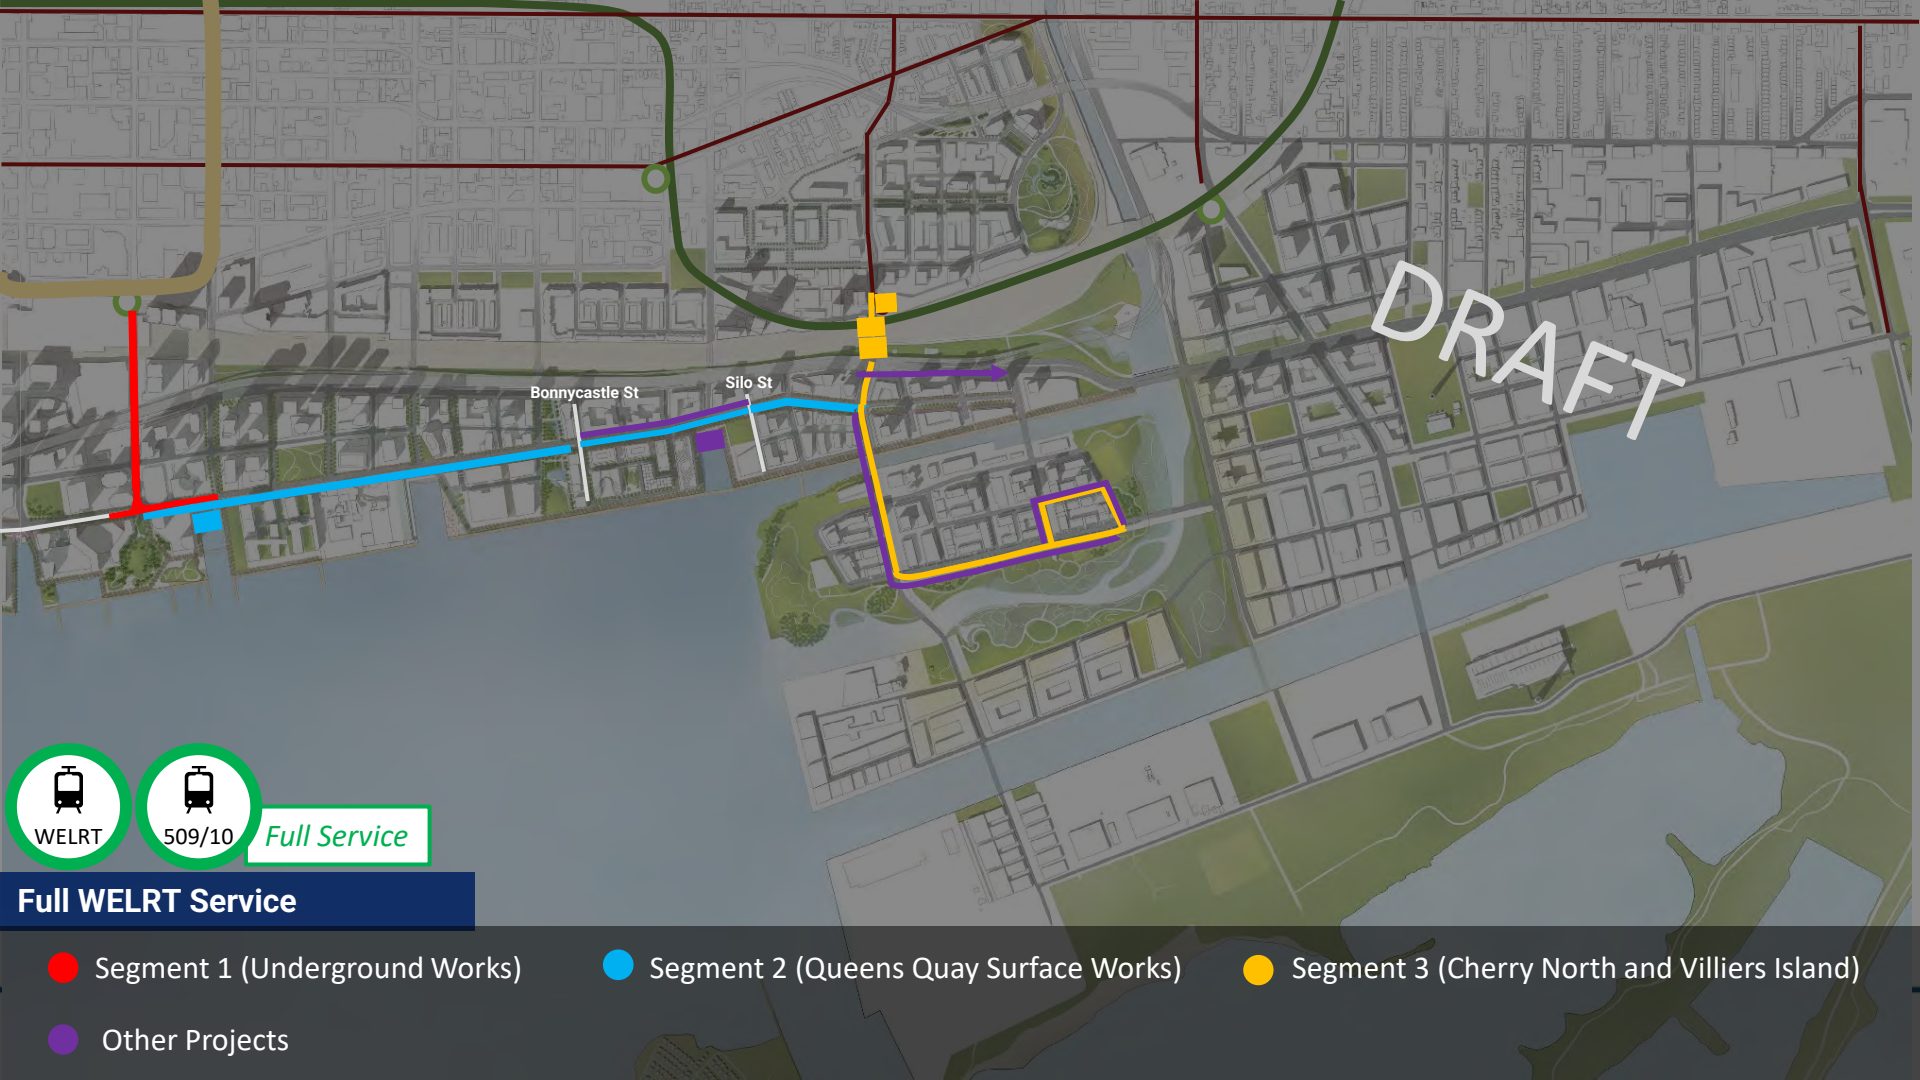 DRAFT
Silo St
Bonnycastle St
WELRT
509/10
Full Service
Full WELRT Service
Segment 1 (Underground Works)
Segment 2 (Queens Quay Surface Works)
Segment 3 (Cherry North and Villiers Island)
Other Projects